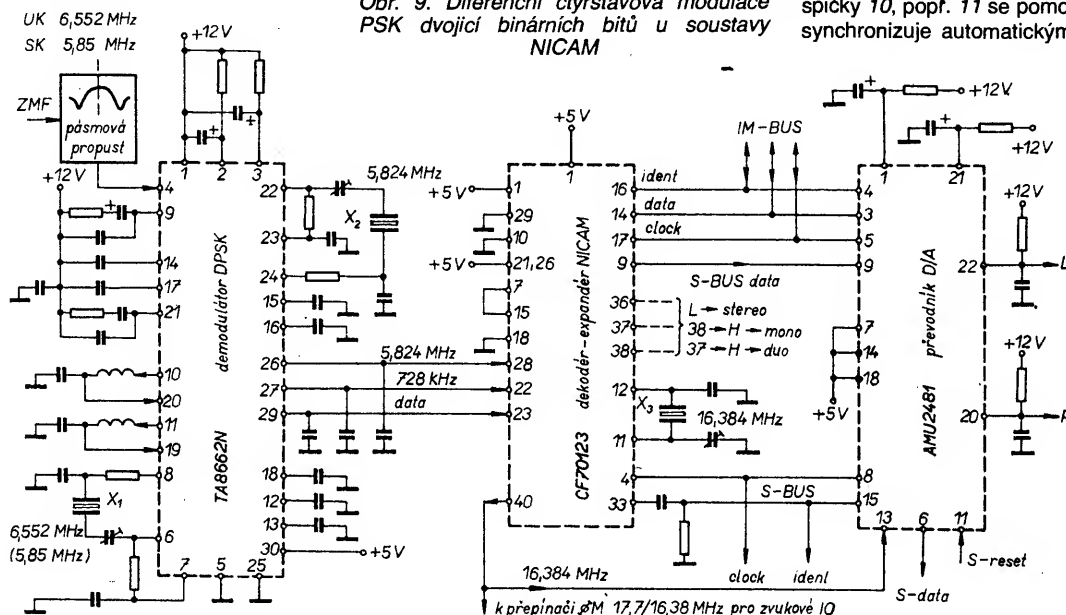 Obr. 9. Diferenční čtyřstavová modulace
PSK dvojicí binárních bitů u soustavy
NICAM
špičky 10, popř. 11 se pomo
synchronizuje automatickým
UK 6,552 MHz
SK 5,85 MHz
ZMF
pásmová
propust
+12V
+12V
1
2
3
4
9
14
17
21
10
20
11
19
8
6
7
5
25
22
23
24
15
16
26
27
29
18
12
13
30
demodulátor DPSK
TA8662N
X1
6,552 MHz
(5,85 MHz)
5,824 MHz
X2
5,824 MHz
728 kHz
data
+5V
+5V
+5V
+5V
1
1
29
10
21,26
7
15
18
28
22
23
40
16
14
17
9
36
37
38
12
11
4
33
dekodér-expandér NICAM
CF70123
ident
data
clock
S-BUS data
IM-BUS
L → stereo
38 → H → mono
37 → H → duo
X3
16,384 MHz
S-BUS
clock
ident
16,384 MHz
k přepínači øM 17,7/16,38 MHz pro zvukové IO
+12V
+12V
1
21
4
3
5
9
7
14
18
+5V
8
15
13
6
11
22
20
převodník D/A
AMU2481
+12V
L
+12V
S-reset
S-data